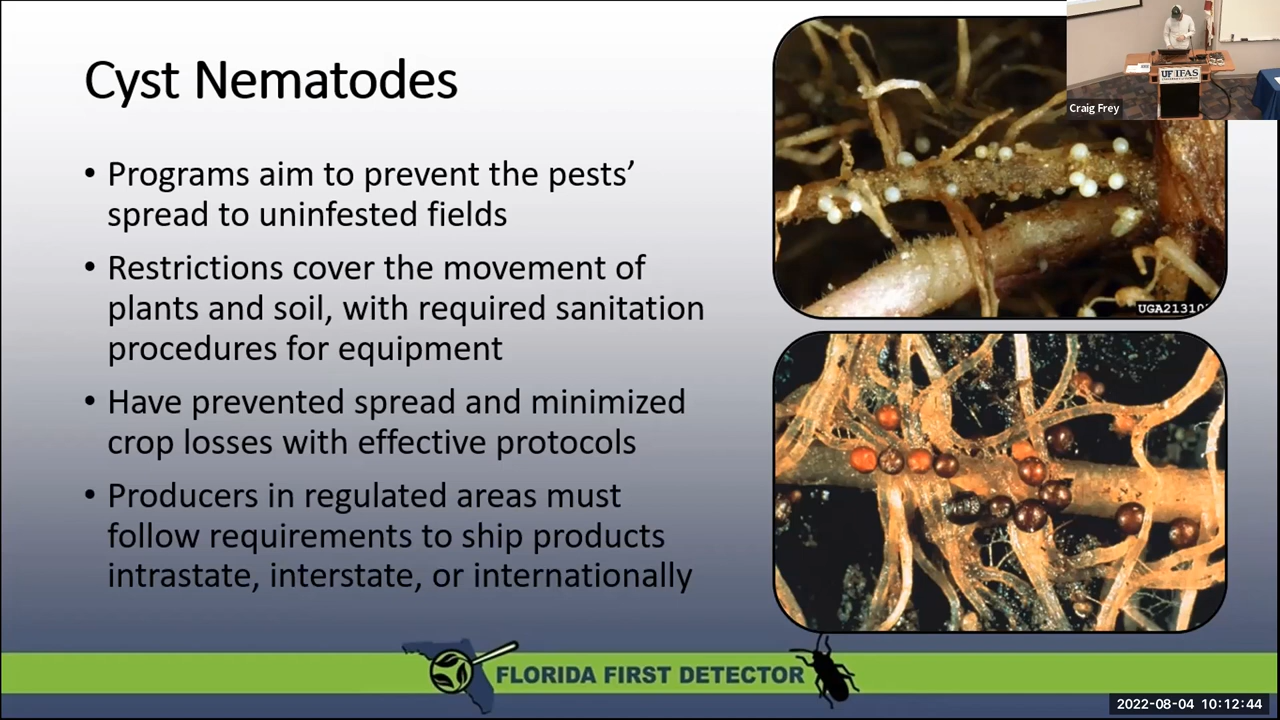 Cyst Nematodes
• Programs aim to prevent the pests’
spread to uninfested fields
• Restrictions cover the movement of
plants and soil, with required sanitation
procedures for equipment
• Have prevented spread and minimized
crop losses with effective protocols
• Producers in regulated areas must
follow requirements to ship products
intrastate, interstate, or internationally
UF|IFAS
Craig Frey
UGA21310
FLORIDA FIRST DETECTOR
2022-08-04 10:12:44